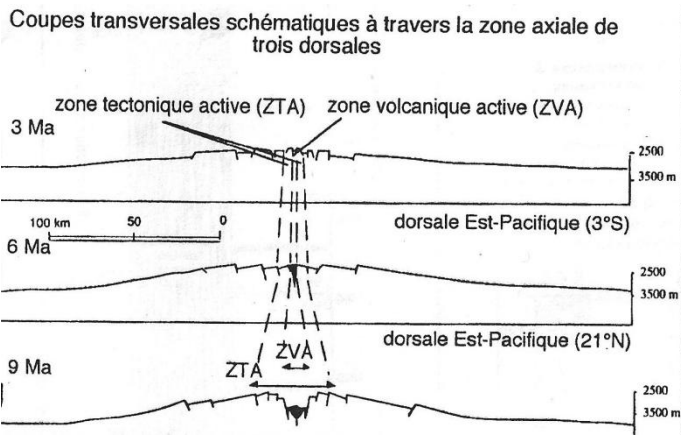 Coupes transversales schématiques à travers la zone axiale de
trois dorsales
zone tectonique active (ZTA)
zone volcanique active (ZVA)
3 Ma
2500
3500 m
100 km
50
0
dorsale Est-Pacifique (3°S)
6 Ma
2500
3500 m
dorsale Est-Pacifique (21°N)
ZVA
ZTA
9 Ma
2500
3500 m